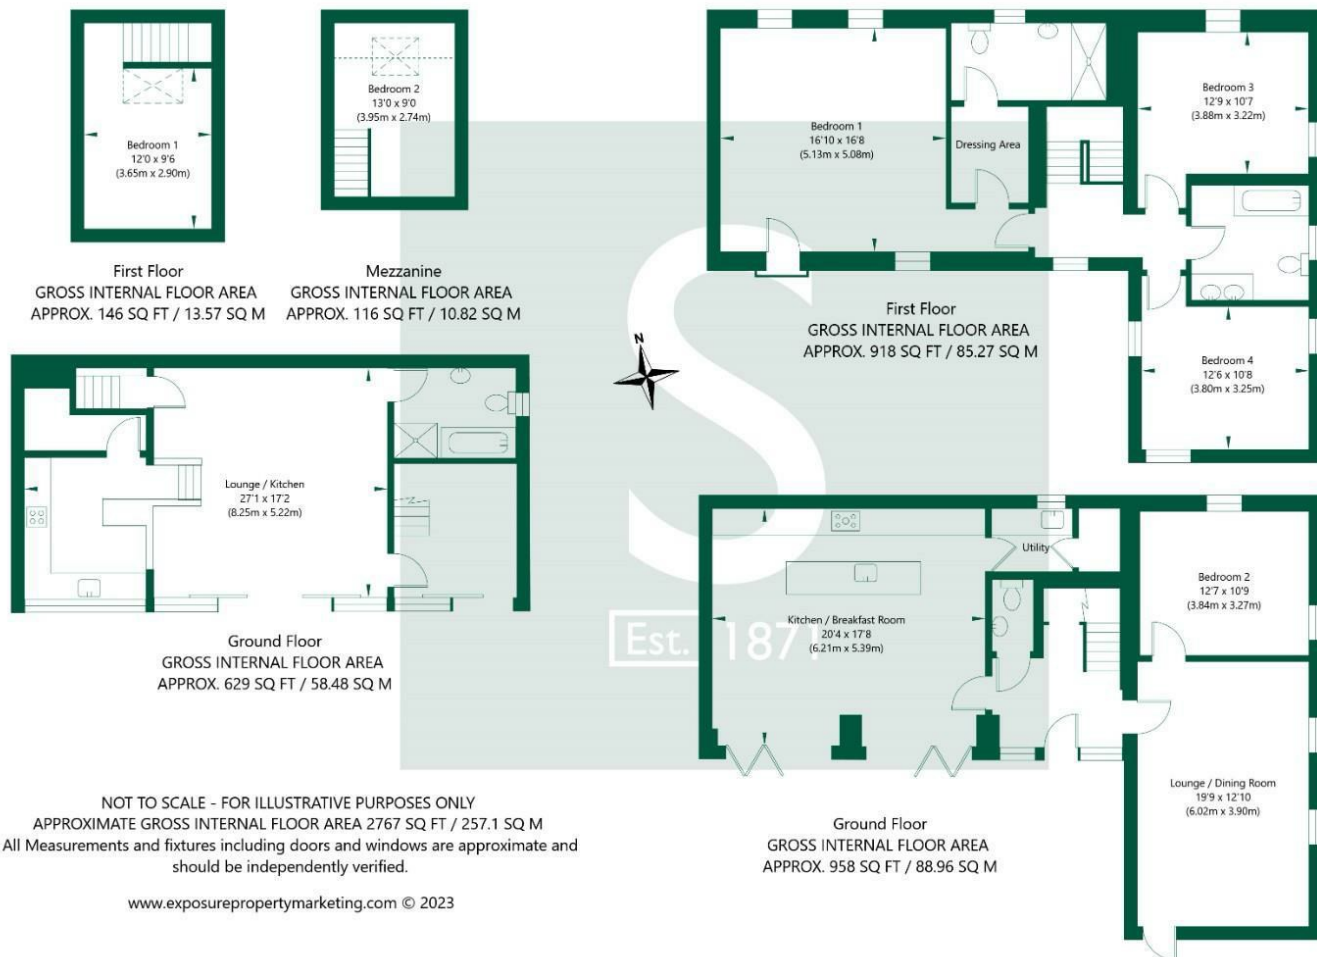 Bedroom 1
12'0 x 9'6
(3.65m x 2.90m)
First Floor
GROSS INTERNAL FLOOR AREA
APPROX. 146 SQ FT / 13.57 SQ M
Bedroom 2
13'0 x 9'0
(3.95m x 2.74m)
Mezzanine
GROSS INTERNAL FLOOR AREA
APPROX. 116 SQ FT / 10.82 SQ M
Bedroom 1
16'10 x 16'8
(5.13m x 5.08m)
Dressing Area
Bedroom 3
12'9 x 10'7
(3.88m x 3.22m)
Bedroom 4
12'6 x 10'8
(3.80m x 3.25m)
First Floor
GROSS INTERNAL FLOOR AREA
APPROX. 918 SQ FT / 85.27 SQ M
N
S
Est. 1871
Lounge / Kitchen
27'1 x 17'2
(8.25m x 5.22m)
Ground Floor
GROSS INTERNAL FLOOR AREA
APPROX. 629 SQ FT / 58.48 SQ M
Utility
Kitchen / Breakfast Room
20'4 x 17'8
(6.21m x 5.39m)
Bedroom 2
12'7 x 10'9
(3.84m x 3.27m)
Lounge / Dining Room
19'9 x 12'10
(6.02m x 3.90m)
Ground Floor
GROSS INTERNAL FLOOR AREA
APPROX. 958 SQ FT / 88.96 SQ M
NOT TO SCALE - FOR ILLUSTRATIVE PURPOSES ONLY
APPROXIMATE GROSS INTERNAL FLOOR AREA 2767 SQ FT / 257.1 SQ M
All Measurements and fixtures including doors and windows are approximate and
should be independently verified.
www.exposurepropertymarketing.com © 2023